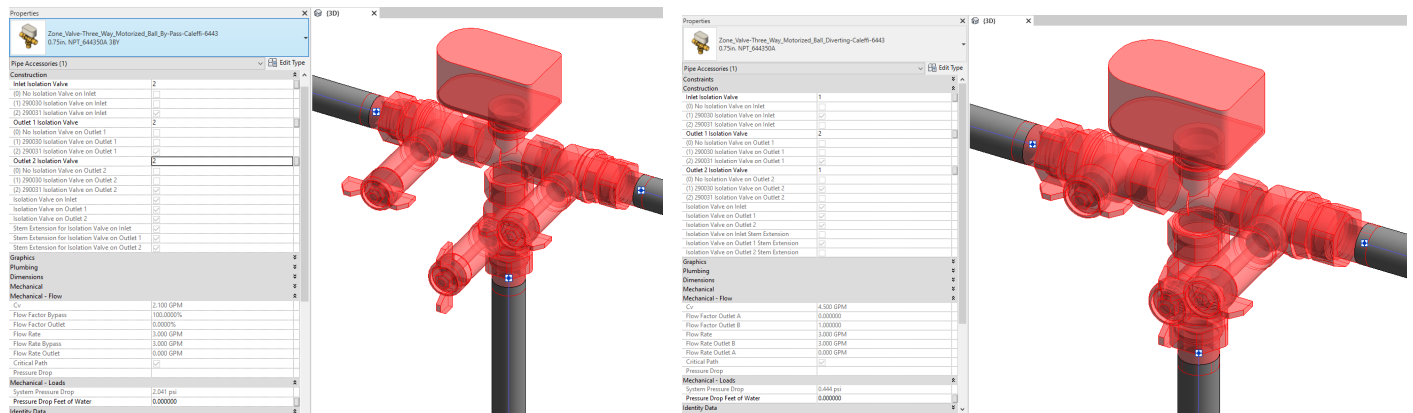 Properties
Zone_Valve-Three_Way_Motorized_Ball_By-Pass-Caleffi-6443
0.75in. NPT_644350A 3BY
Pipe Accessories (1)
Edit Type
Construction
Inlet Isolation Valve 2
(0) No Isolation Valve on Inlet
(1) 290030 Isolation Valve on Inlet
(2) 290031 Isolation Valve on Inlet
Outlet 1 Isolation Valve 2
(0) No Isolation Valve on Outlet 1
(1) 290030 Isolation Valve on Outlet 1
(2) 290031 Isolation Valve on Outlet 1
Outlet 2 Isolation Valve 2
(0) No Isolation Valve on Outlet 2
(1) 290030 Isolation Valve on Outlet 2
(2) 290031 Isolation Valve on Outlet 2
Isolation Valve on Inlet
Isolation Valve on Outlet 1
Isolation Valve on Outlet 2
Stem Extension for Isolation Valve on Inlet
Stem Extension for Isolation Valve on Outlet 1
Stem Extension for Isolation Valve on Outlet 2
Graphics
Plumbing
Dimensions
Mechanical
Mechanical - Flow
Cv 2.100 GPM
Flow Factor Bypass 100.0000%
Flow Factor Outlet 0.0000%
Flow Rate 3.000 GPM
Flow Rate Bypass 3.000 GPM
Flow Rate Outlet 0.000 GPM
Critical Path
Pressure Drop
Mechanical - Loads
System Pressure Drop 2.041 psi
Pressure Drop Feet of Water 0.000000
Identity Data
{3D}
Properties
Zone_Valve-Three_Way_Motorized_Ball_Diverting-Caleffi-6443
0.75in. NPT_644350A
Pipe Accessories (1)
Edit Type
Constraints
Construction
Inlet Isolation Valve 1
(0) No Isolation Valve on Inlet
(1) 290030 Isolation Valve on Inlet
(2) 290031 Isolation Valve on Inlet
Outlet 1 Isolation Valve 2
(0) No Isolation Valve on Outlet 1
(1) 290030 Isolation Valve on Outlet 1
(2) 290031 Isolation Valve on Outlet 1
Outlet 2 Isolation Valve 1
(0) No Isolation Valve on Outlet 2
(1) 290030 Isolation Valve on Outlet 2
(2) 290031 Isolation Valve on Outlet 2
Isolation Valve on Inlet
Isolation Valve on Outlet 1
Isolation Valve on Outlet 2
Isolation Valve on Inlet Stem Extension
Isolation Valve on Outlet 1 Stem Extension
Isolation Valve on Outlet 2 Stem Extension
Graphics
Plumbing
Dimensions
Mechanical
Mechanical - Flow
Cv 4.500 GPM
Flow Factor Outlet A 0.000000
Flow Factor Outlet B 1.000000
Flow Rate 3.000 GPM
Flow Rate Outlet B 3.000 GPM
Flow Rate Outlet A 0.000 GPM
Critical Path
Pressure Drop
Mechanical - Loads
System Pressure Drop 0.444 psi
Pressure Drop Feet of Water 0.000000
Identity Data
{3D}